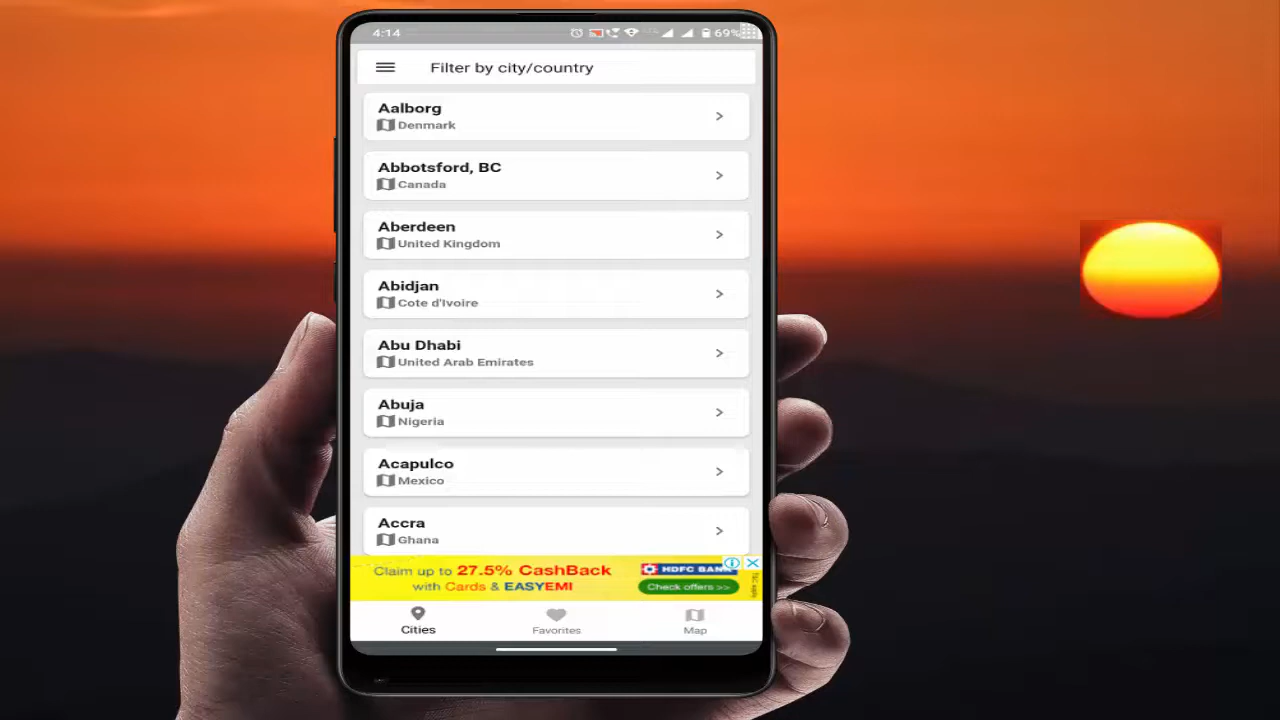 4:14
69%
Filter by city/country
Aalborg
Denmark
Abbotsford, BC
Canada
Aberdeen
United Kingdom
Abidjan
Cote d'Ivoire
Abu Dhabi
United Arab Emirates
Abuja
Nigeria
Acapulco
Mexico
Accra
Ghana
Claim up to 27.5% CashBack
with Cards & EASYEMI
HDFC BANK
Check offers >>
T&C apply
Cities
Favorites
Map